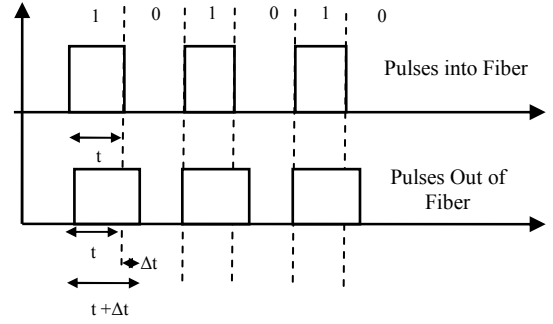 1 0 1 0 1 0
Pulses into Fiber
t
Pulses Out of
Fiber
t
Δt
t +Δt